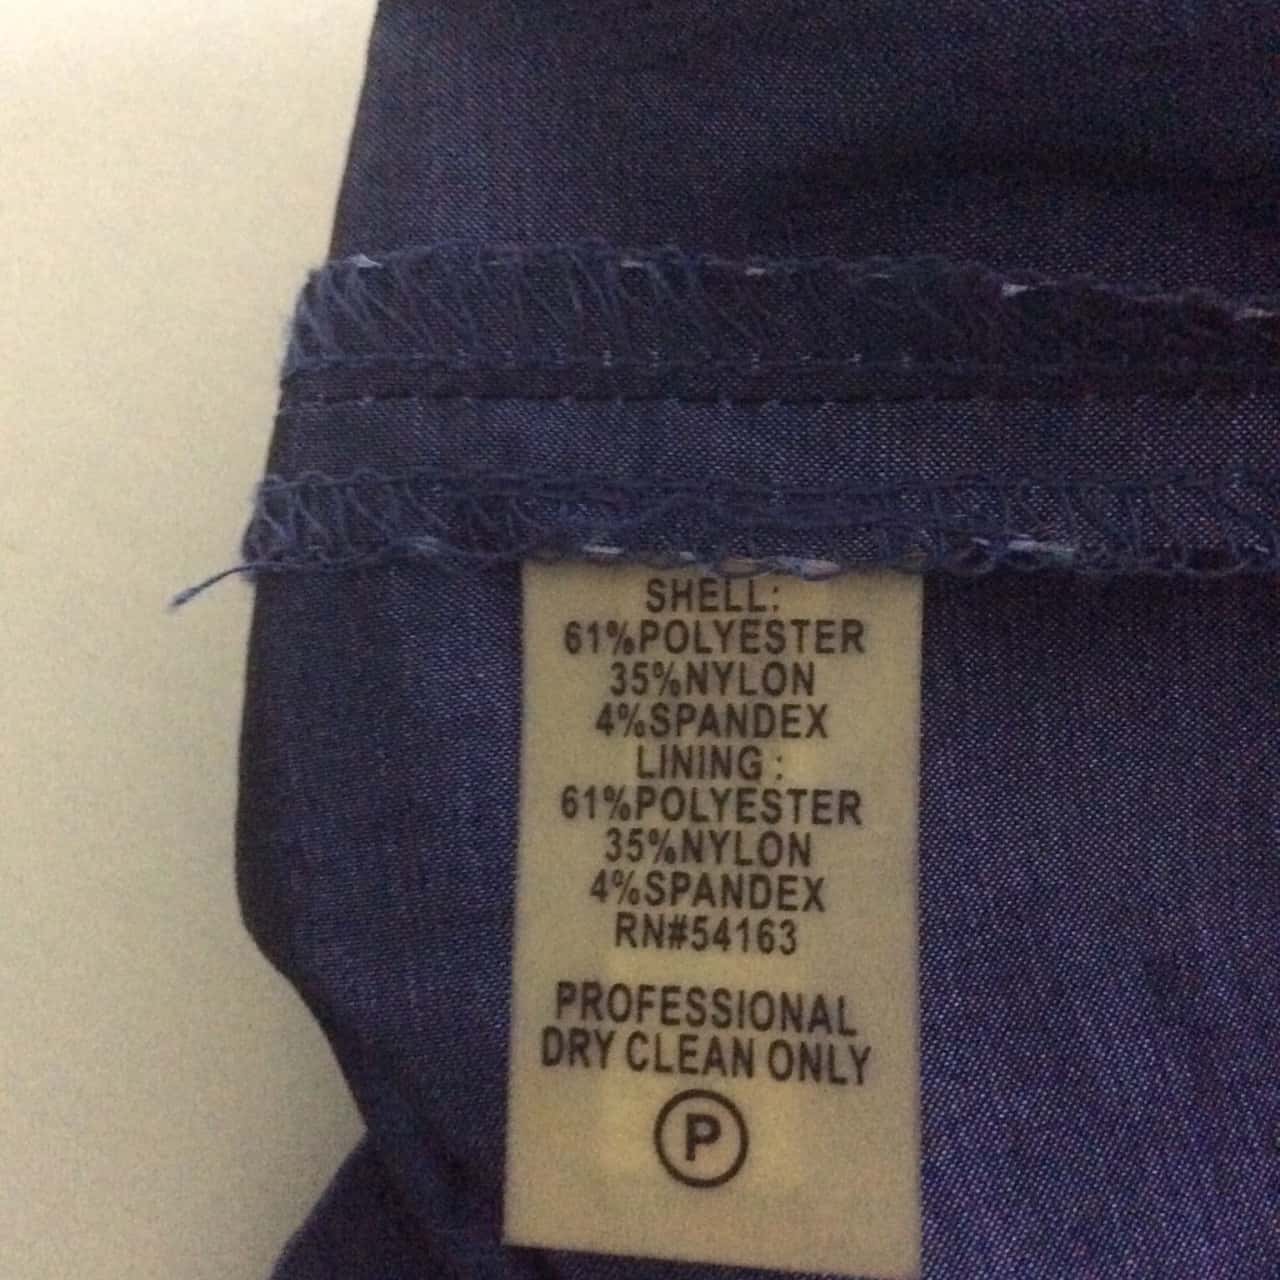 SHELL:
61%POLYESTER
35%NYLON
4%SPANDEX
LINING :
61%POLYESTER
35%NYLON
4%SPANDEX
RN#54163
PROFESSIONAL
DRY CLEAN ONLY
P